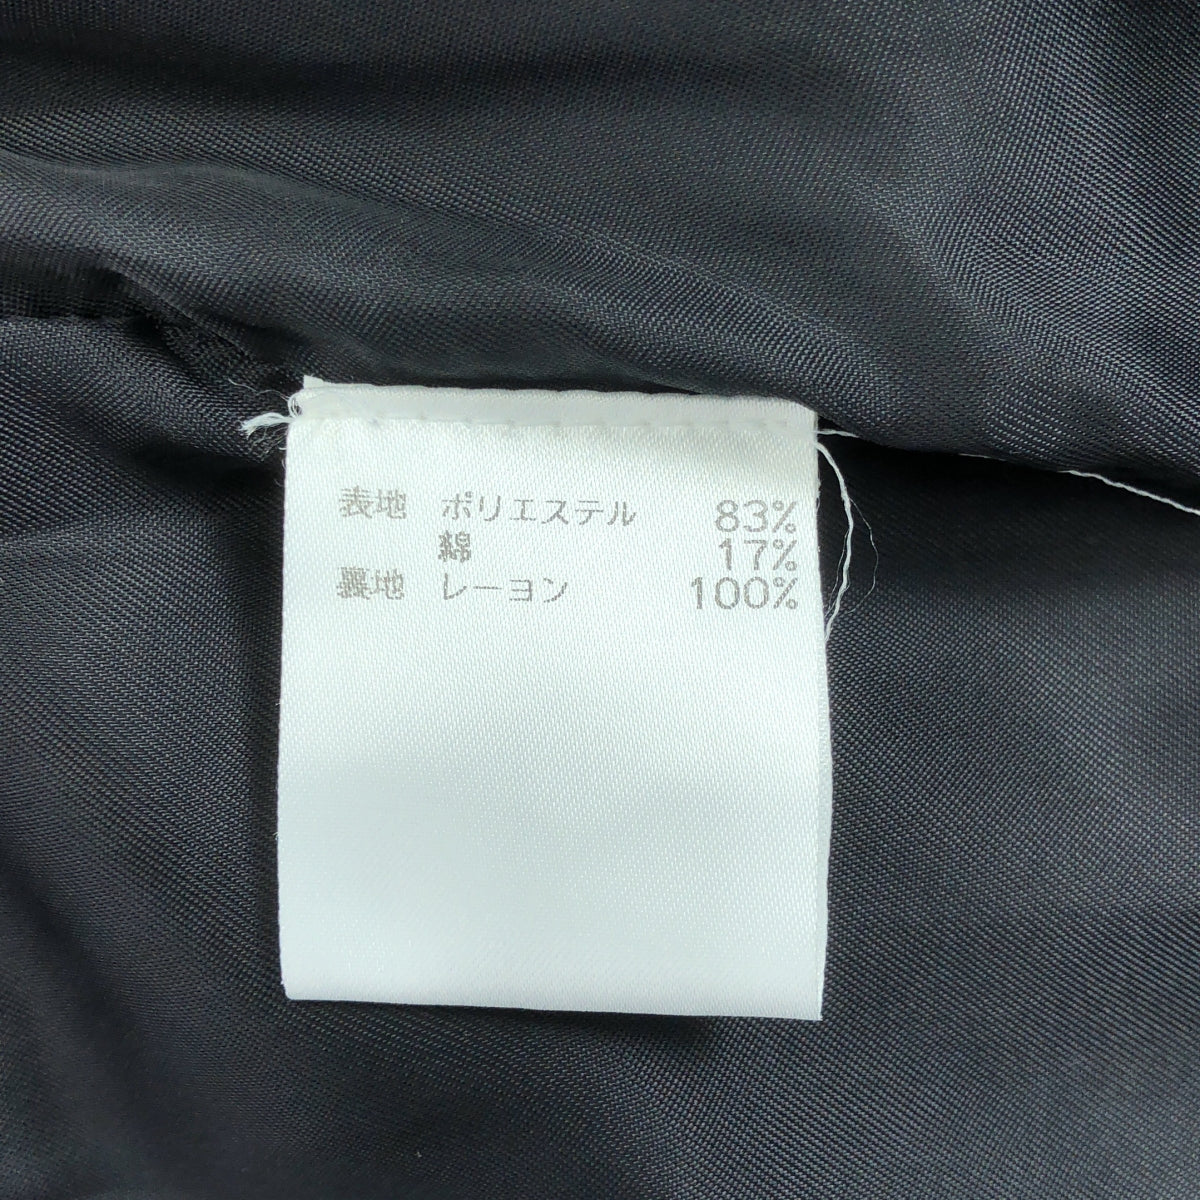 表地 ポリエステル 83%
綿 17%
裏地 レーヨン 100%